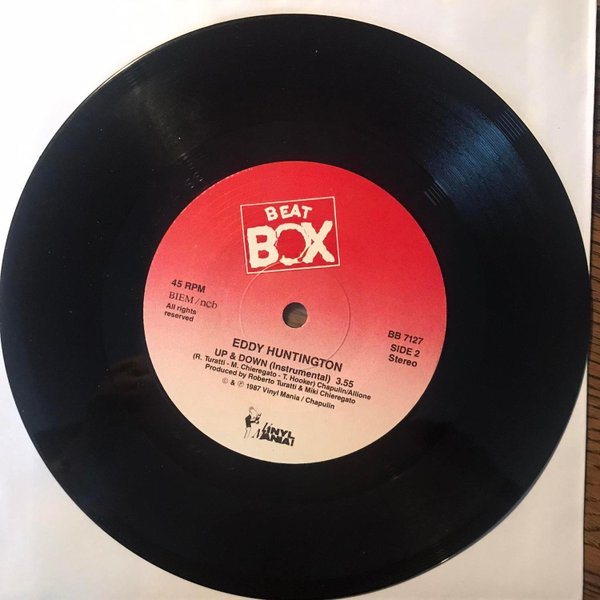 BEAT
BOX
45 RPM
BIEM/ncb
All rights
reserved
BB 7127
SIDE 2
Stereo
EDDY HUNTINGTON
UP & DOWN (Instrumental) 3.55
(R. Turatti - M. Chieregato - T. Hooker) Chapulin/Allione
Produced by Roberto Turatti & Miki Chieregato
© & ℗ 1987 Vinyl Mania / Chapulin
VINYL
MANIA!